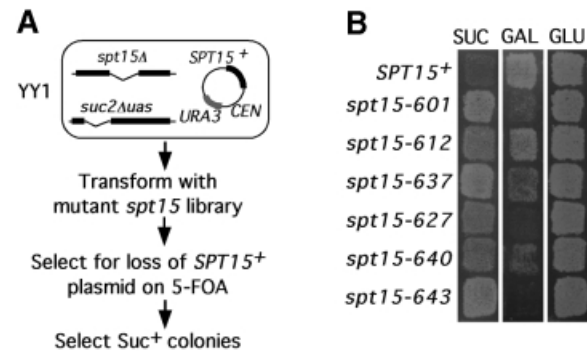 A
YY1
spt15Δ
SPT15+
suc2Δuas
URA3
CEN
Transform with
mutant spt15 library
Select for loss of SPT15+
plasmid on 5-FOA
Select Suc+ colonies
B
SUC GAL GLU
SPT15+
spt15-601
spt15-612
spt15-637
spt15-627
spt15-640
spt15-643